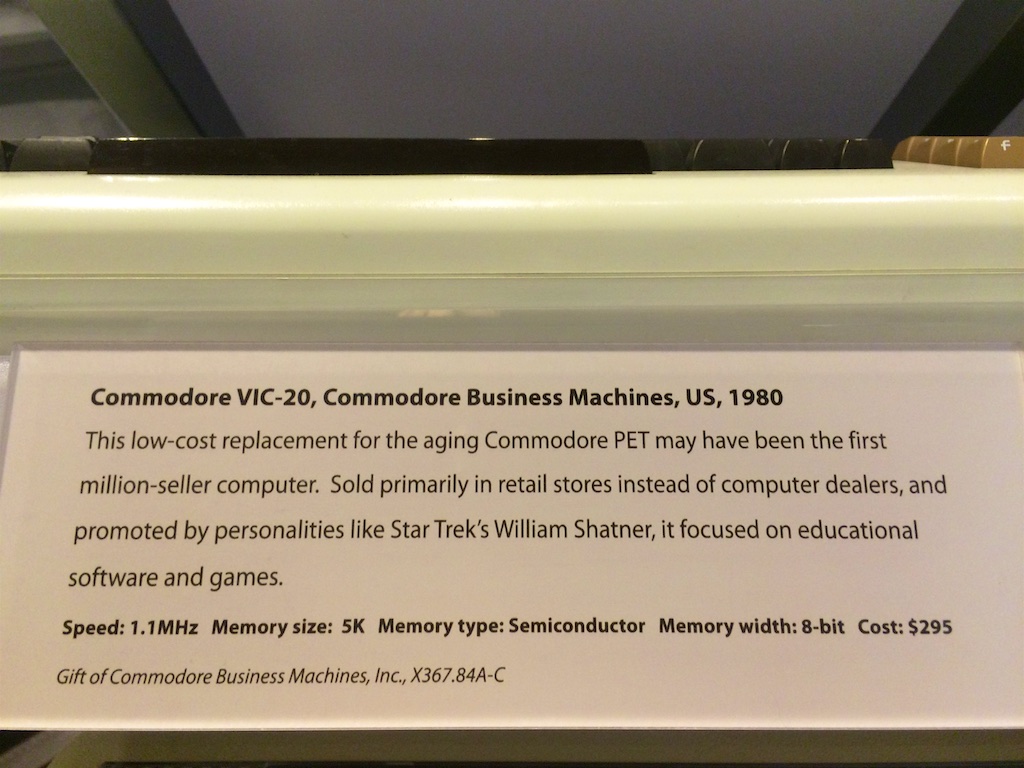 f
Commodore VIC-20, Commodore Business Machines, US, 1980
This low-cost replacement for the aging Commodore PET may have been the first
million-seller computer. Sold primarily in retail stores instead of computer dealers, and
promoted by personalities like Star Trek's William Shatner, it focused on educational
software and games.
Speed: 1.1MHz Memory size: 5K Memory type: Semiconductor Memory width: 8-bit Cost: $295
Gift of Commodore Business Machines, Inc., X367.84A-C